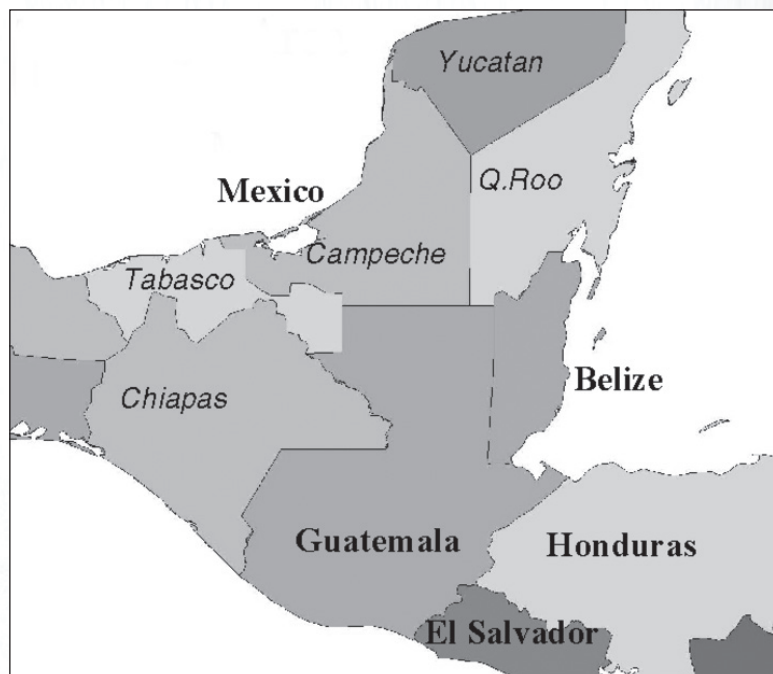 Yucatan
Q.Roo
Mexico
Campeche
Tabasco
Belize
Chiapas
Guatemala
Honduras
El Salvador